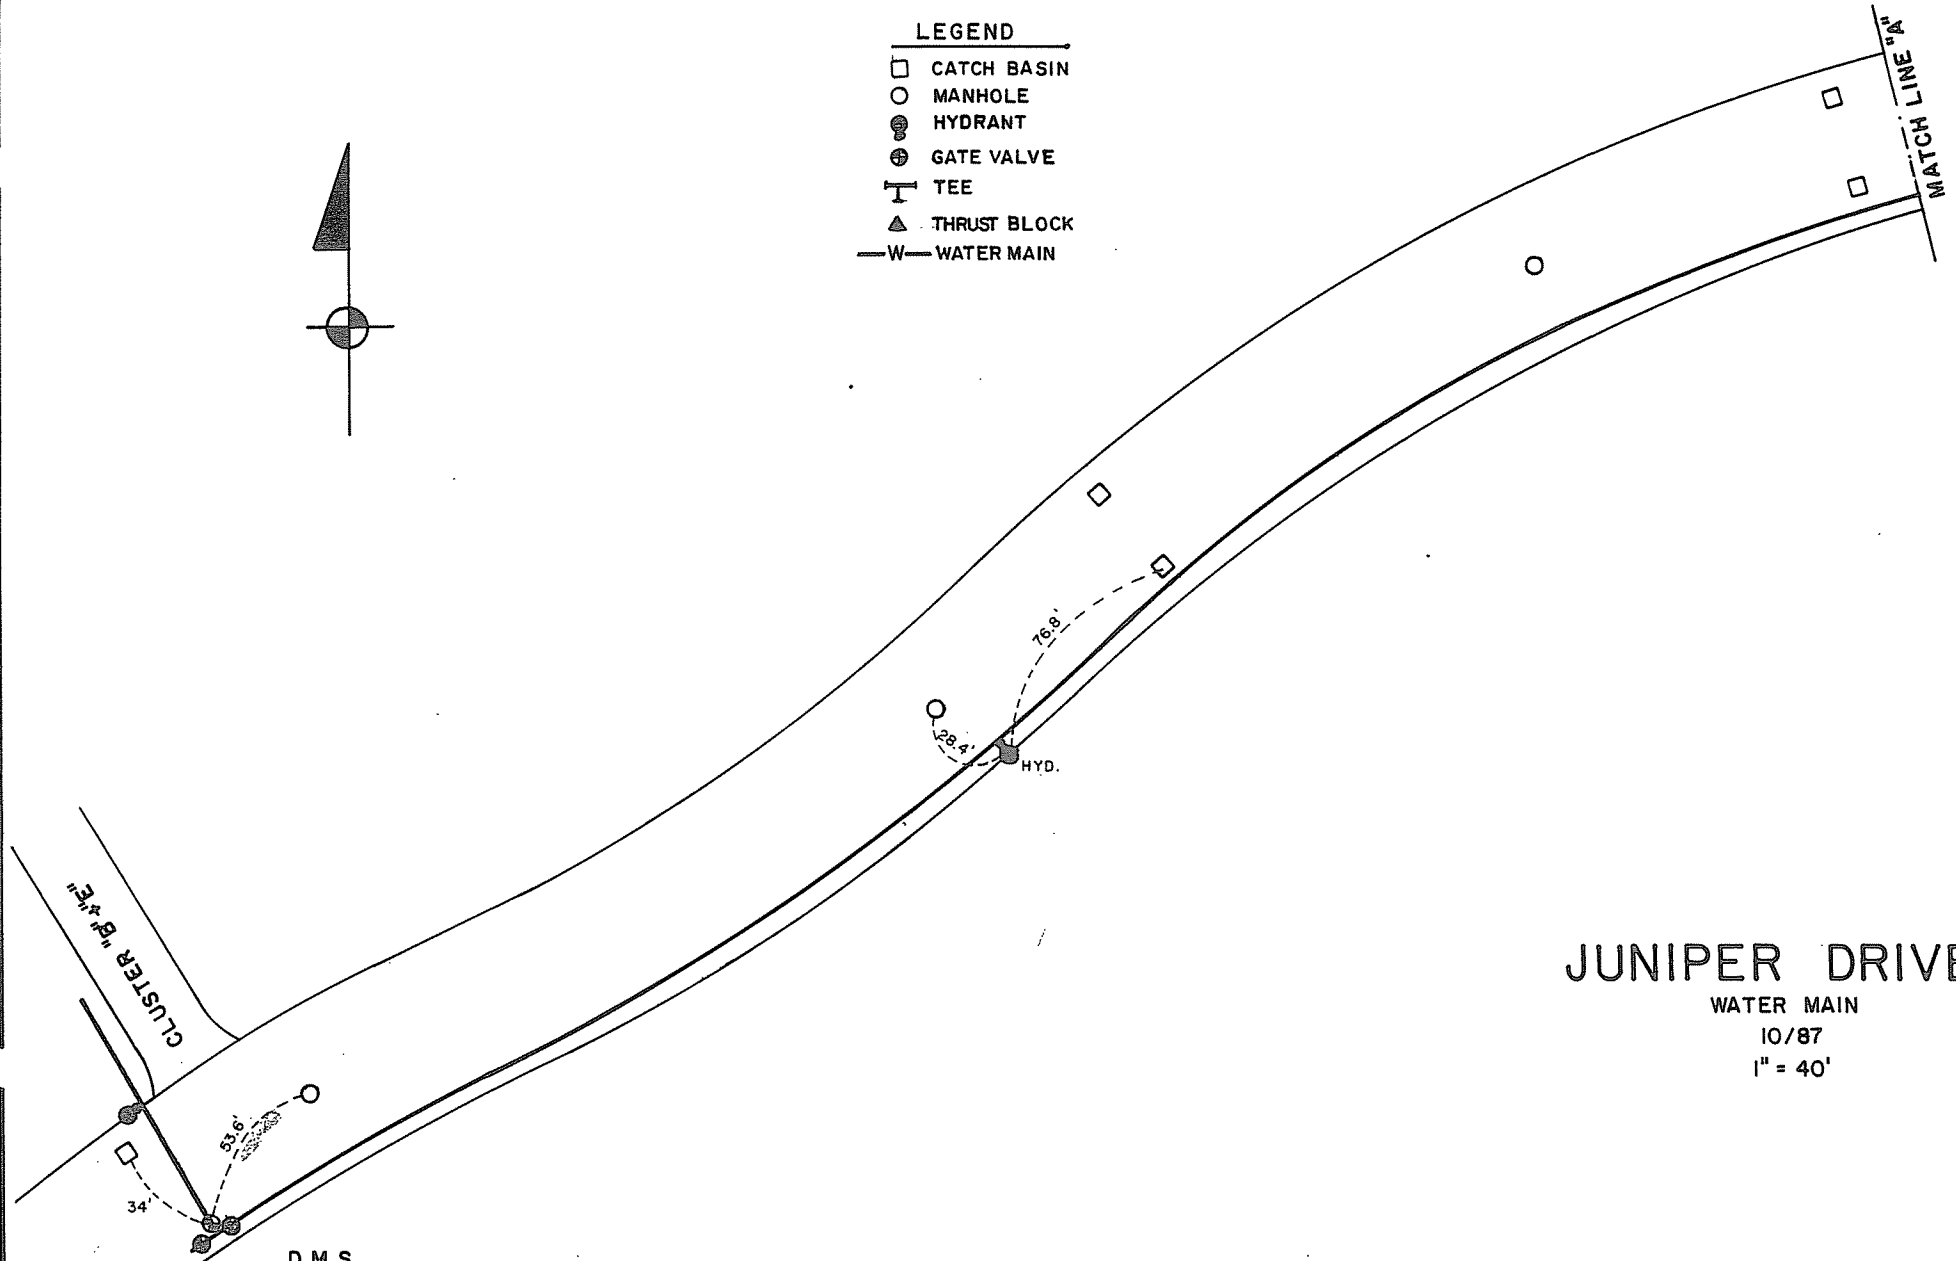 LEGEND
CATCH BASIN
MANHOLE
HYDRANT
GATE VALVE
TEE
THRUST BLOCK
W WATER MAIN
MATCH LINE "A"
76.8'
28.4'
HYD.
CLUSTER "B"+"E"
JUNIPER DRIVE
WATER MAIN
10/87
1" = 40'
53.6'
34'
D.M.S.